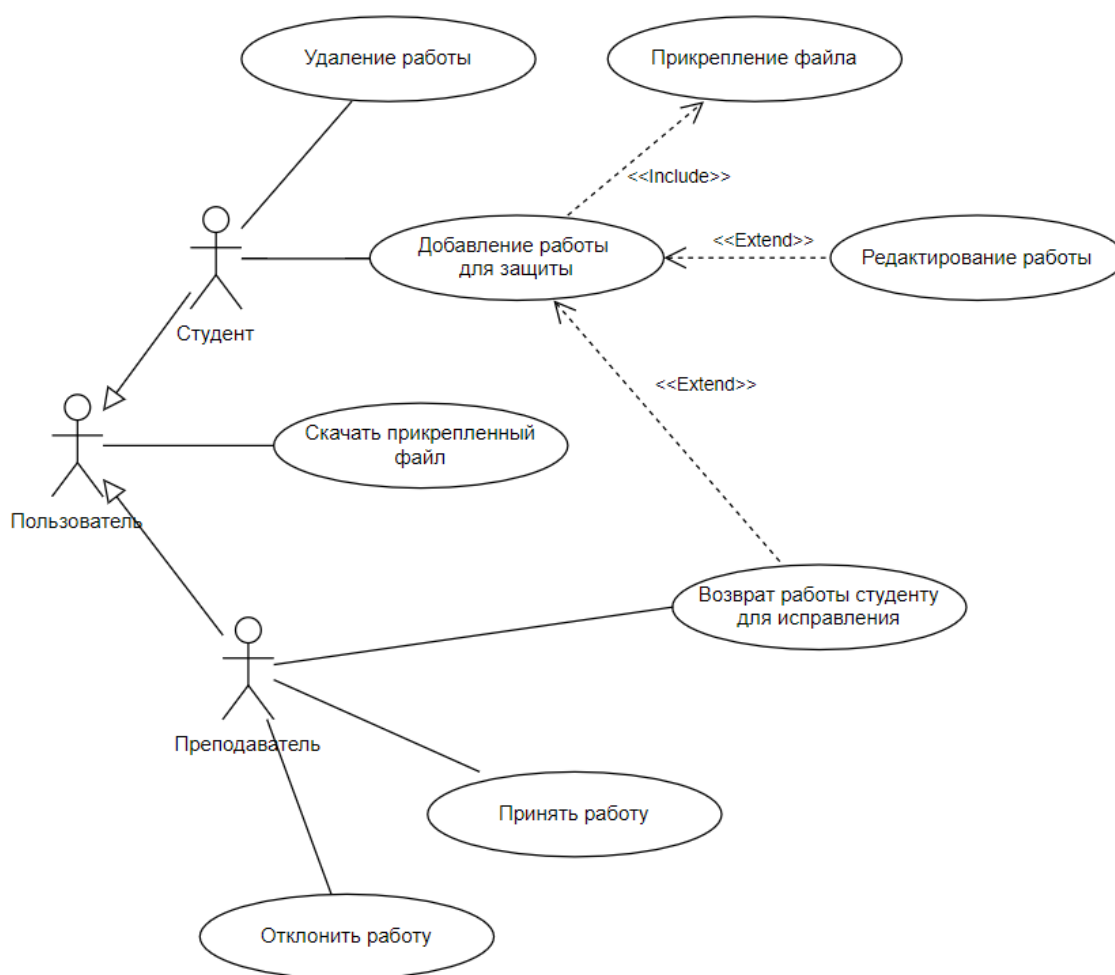 Удаление работы
Прикрепление файла
<<Include>>
Добавление работы
для защиты
<<Extend>>
Редактирование работы
Студент
<<Extend>>
Скачать прикрепленный
файл
Пользователь
Возврат работы студенту
для исправления
Преподаватель
Принять работу
Отклонить работу